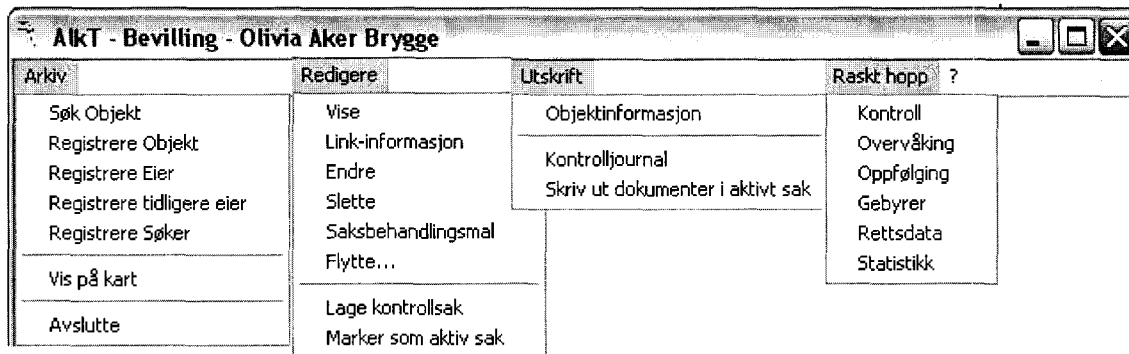 AlkT - Bevilling - Olivia Aker Brygge
Arkiv Redigere Utskrift Raskt hopp ?
Søk Objekt
Registrere Objekt
Registrere Eier
Registrere tidligere eier
Registrere Søker
Vis på kart
Avslutte
Vise
Link-informasjon
Endre
Slette
Saksbehandlingsmal
Flytte...
Lage kontrollsak
Marker som aktiv sak
Objektinformasjon
Kontrolljournal
Skriv ut dokumenter i aktivt sak
Kontroll
Overvåking
Oppfølging
Gebyrer
Rettsdata
Statistikk